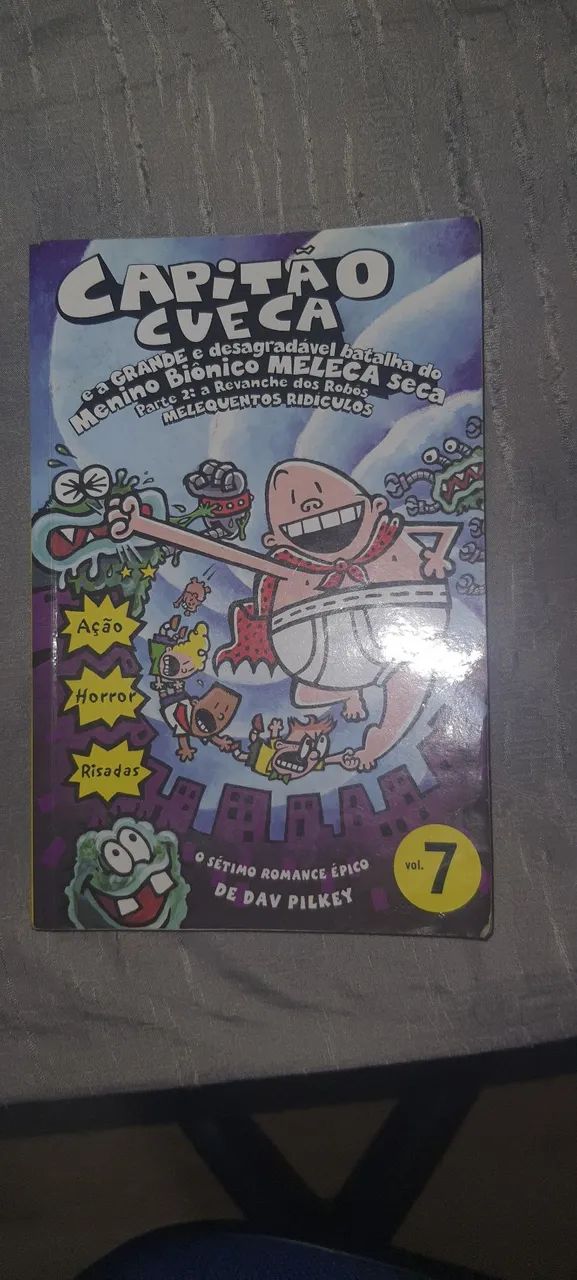 CAPITÃO
CUECA
e a GRANDE e desagradável batalha do
Menino Biônico MELECA seca
Parte 2: a Revanche dos Robôs
MELEQUENTOS RIDÍCULOS
Ação
Horror
Risadas
O SÉTIMO ROMANCE ÉPICO
DE DAV PILKEY
vol. 7